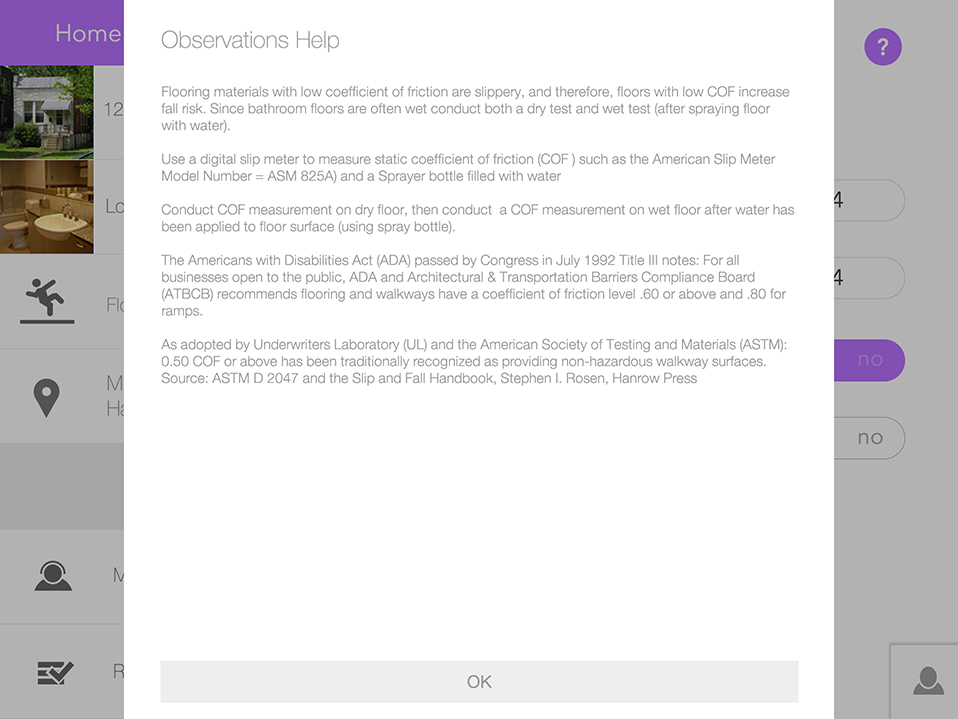 Home
Observations Help
?
Flooring materials with low coefficient of friction are slippery, and therefore, floors with low COF increase
fall risk. Since bathroom floors are often wet conduct both a dry test and wet test (after spraying floor
with water).
12
Use a digital slip meter to measure static coefficient of friction (COF ) such as the American Slip Meter
Model Number = ASM 825A) and a Sprayer bottle filled with water
Lo
4
Conduct COF measurement on dry floor, then conduct  a COF measurement on wet floor after water has
been applied to floor surface (using spray bottle).
The Americans with Disabilities Act (ADA) passed by Congress in July 1992 Title III notes: For all
businesses open to the public, ADA and Architectural & Transportation Barriers Compliance Board
(ATBCB) recommends flooring and walkways have a coefficient of friction level .60 or above and .80 for
ramps.
4
Flo
As adopted by Underwriters Laboratory (UL) and the American Society of Testing and Materials (ASTM):
0.50 COF or above has been traditionally recognized as providing non-hazardous walkway surfaces.
Source: ASTM D 2047 and the Slip and Fall Handbook, Stephen I. Rosen, Hanrow Press
no
M
Ha
no
M
R
OK